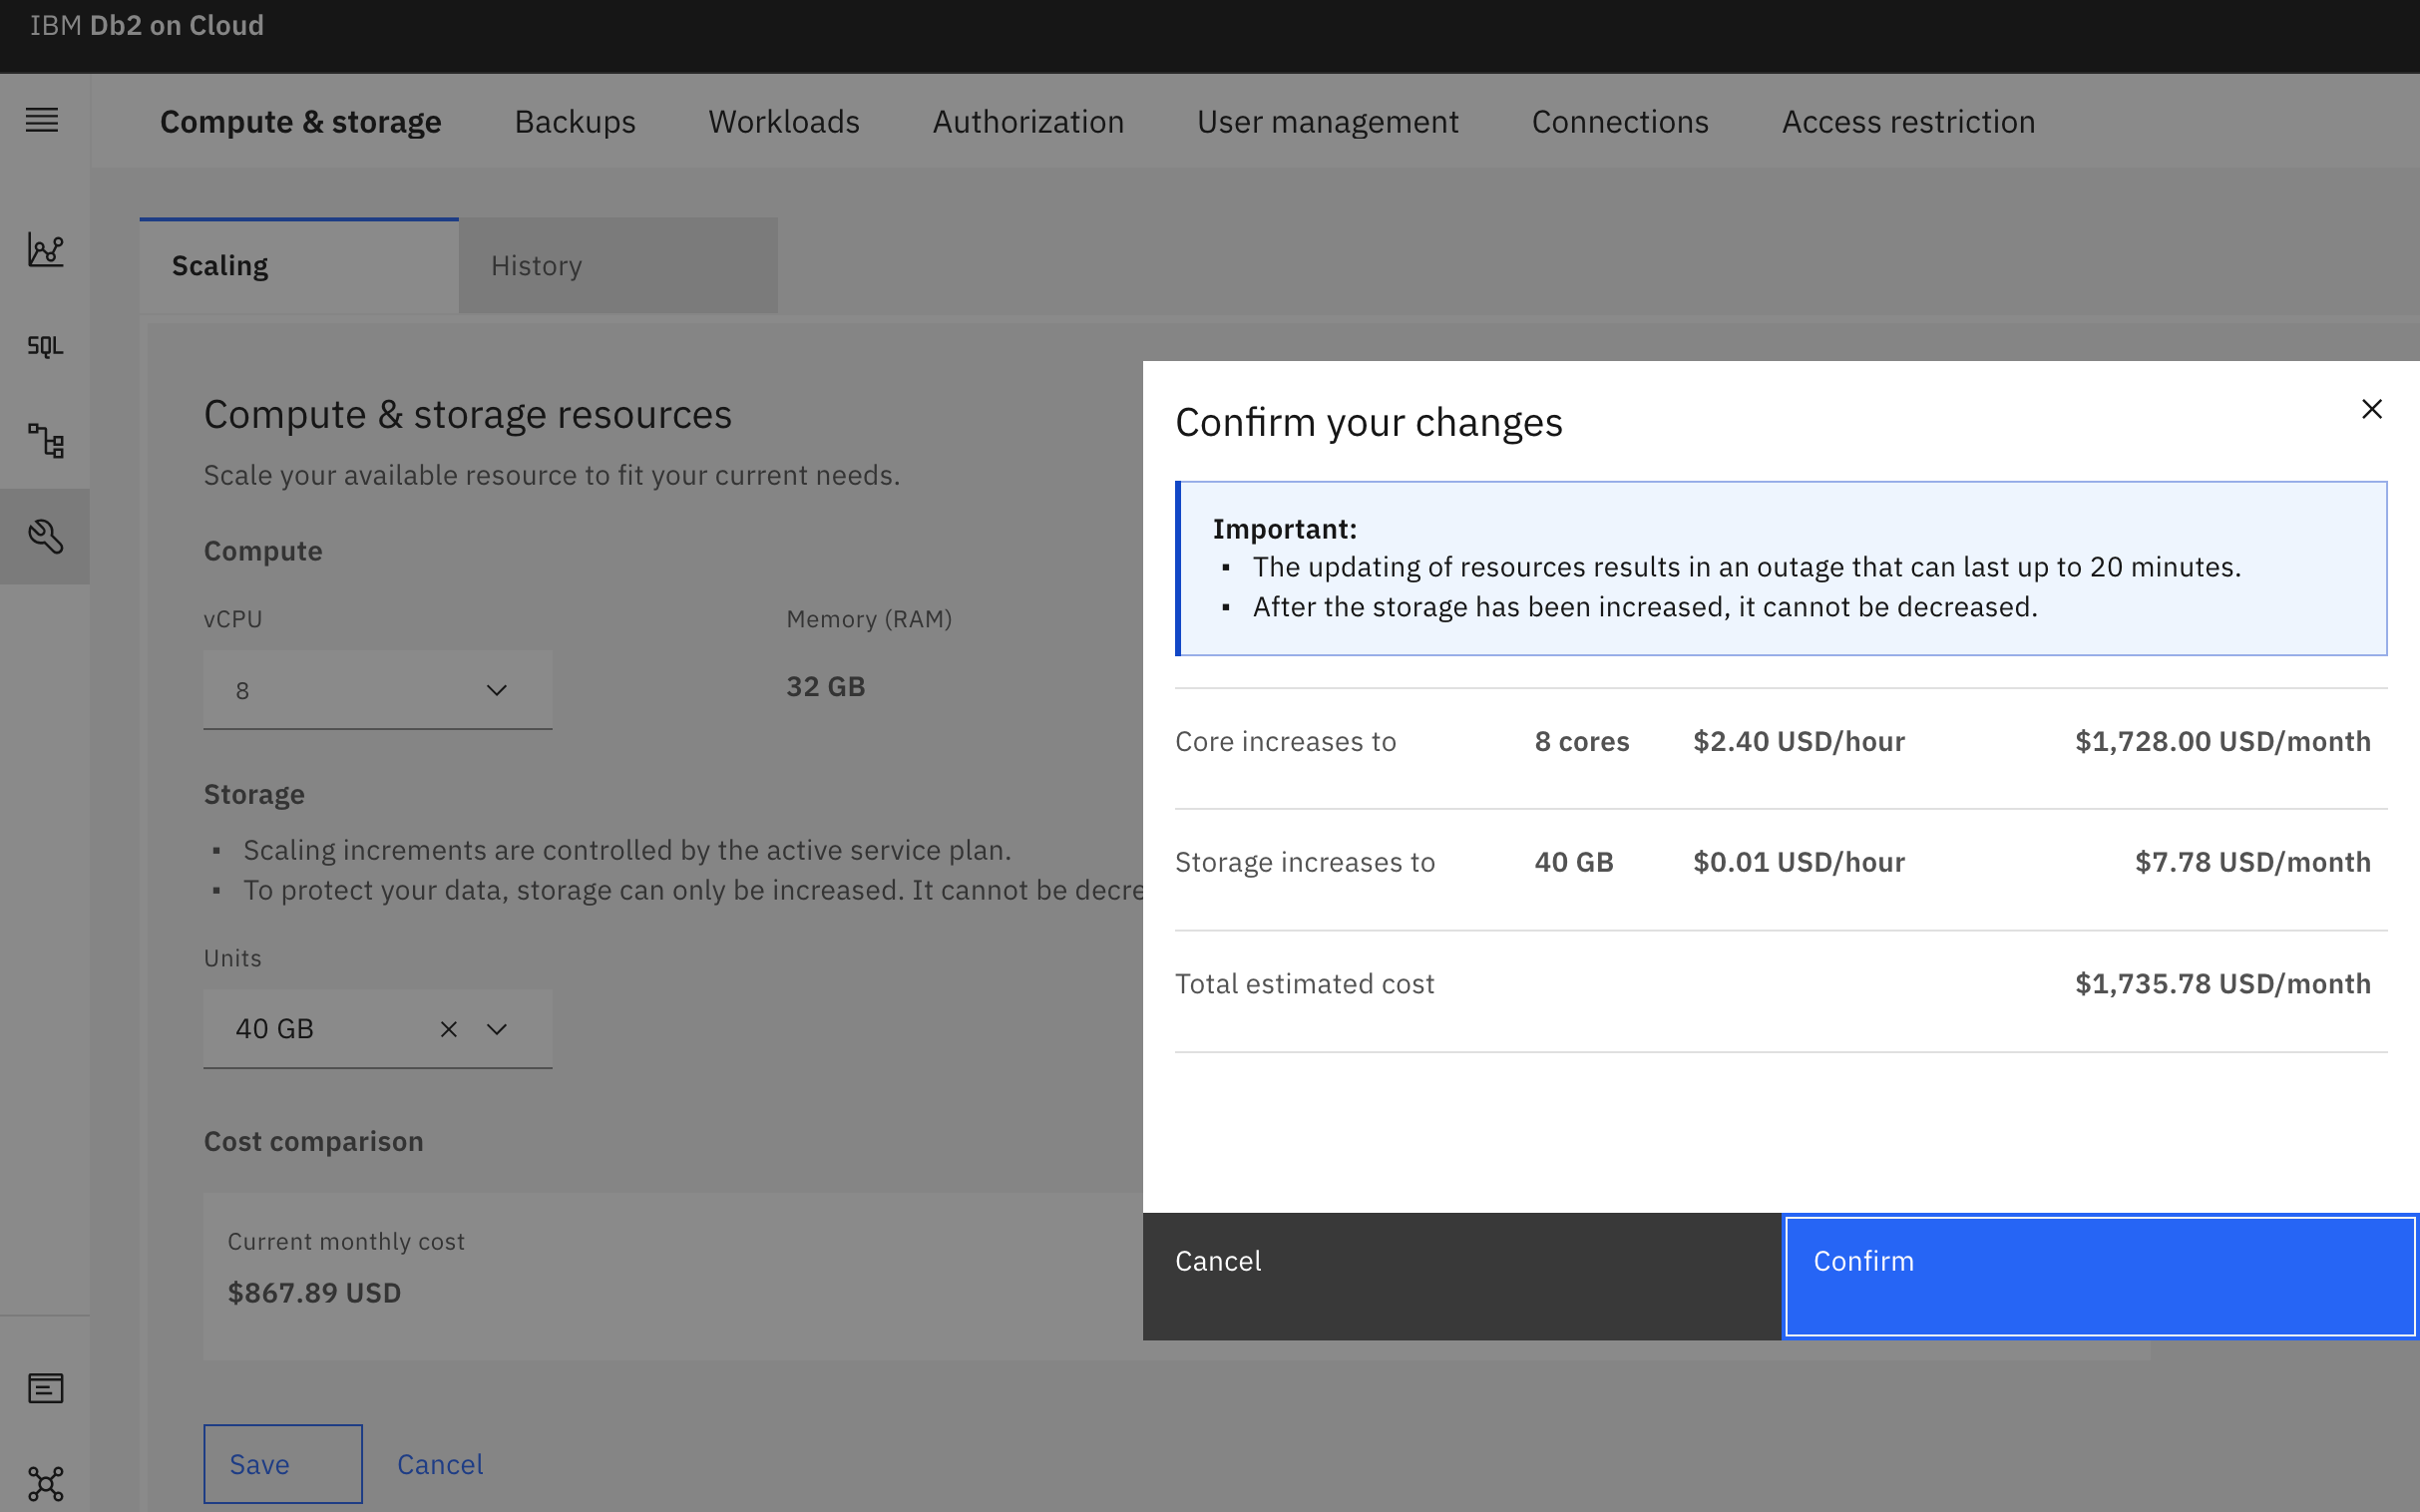 IBM Db2 on Cloud
Compute & storage Backups Workloads Authorization User management Connections Access restriction
SQL
Scaling History
Compute & storage resources
Scale your available resource to fit your current needs.
Compute
vCPU Memory (RAM)
8 32 GB
Storage
Scaling increments are controlled by the active service plan.
To protect your data, storage can only be increased. It cannot be decre
Units
40 GB
Cost comparison
Current monthly cost
$867.89 USD
Save Cancel
Confirm your changes
Important:
The updating of resources results in an outage that can last up to 20 minutes.
After the storage has been increased, it cannot be decreased.
Core increases to 8 cores $2.40 USD/hour $1,728.00 USD/month
Storage increases to 40 GB $0.01 USD/hour $7.78 USD/month
Total estimated cost $1,735.78 USD/month
Cancel Confirm